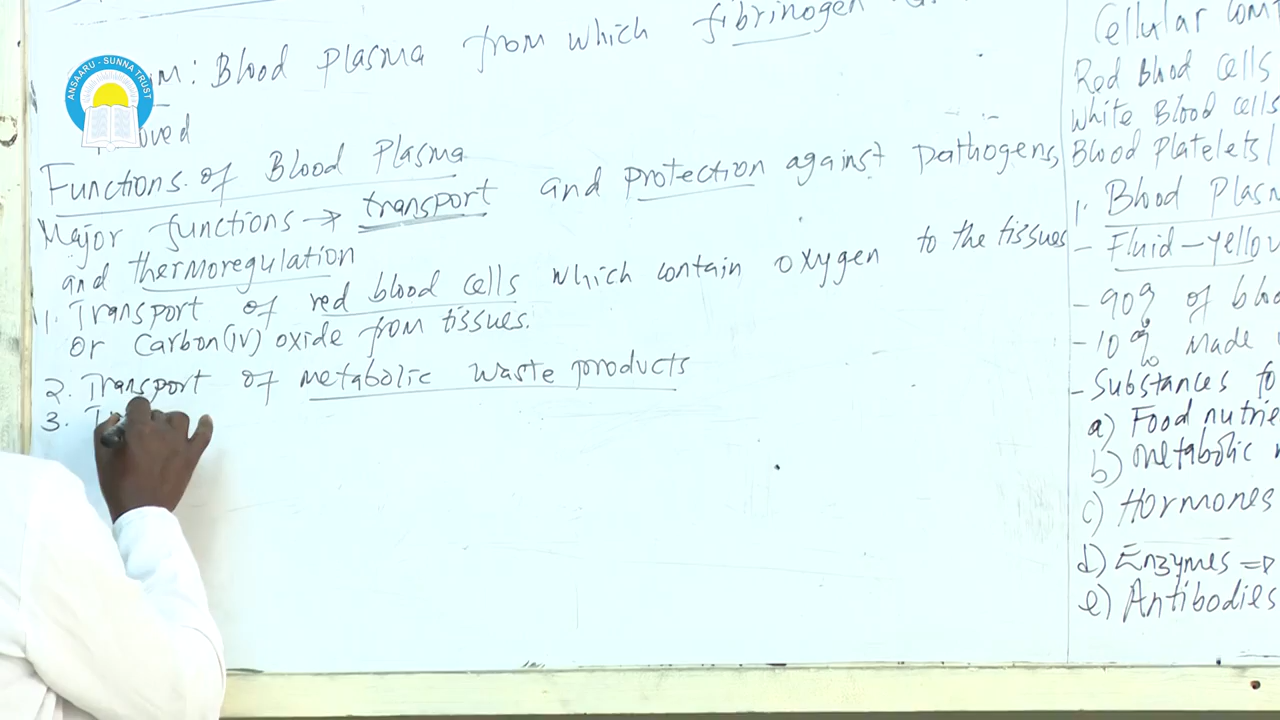 from which fibrinogen
m: Blood Plasma
oved
Functions of Blood Plasma
Major functions → transport and protection against pathogens,
and thermoregulation
1. Transport of red blood cells which contain oxygen to the tissues
or Carbon(IV) oxide from tissues.
2. Transport of metabolic waste products
3.
Cellular com
Red Blood Cells
White Blood cells
Blood Platelets/
1. Blood Plasm
- Fluid - yellow
- 90% of bloo
- 10% made
- Substances fo
a) Food nutrie
b) metabolic
c) Hormones
d) Enzymes ⇒
e) Antibodies
ANSAARU - SUNNA TRUST